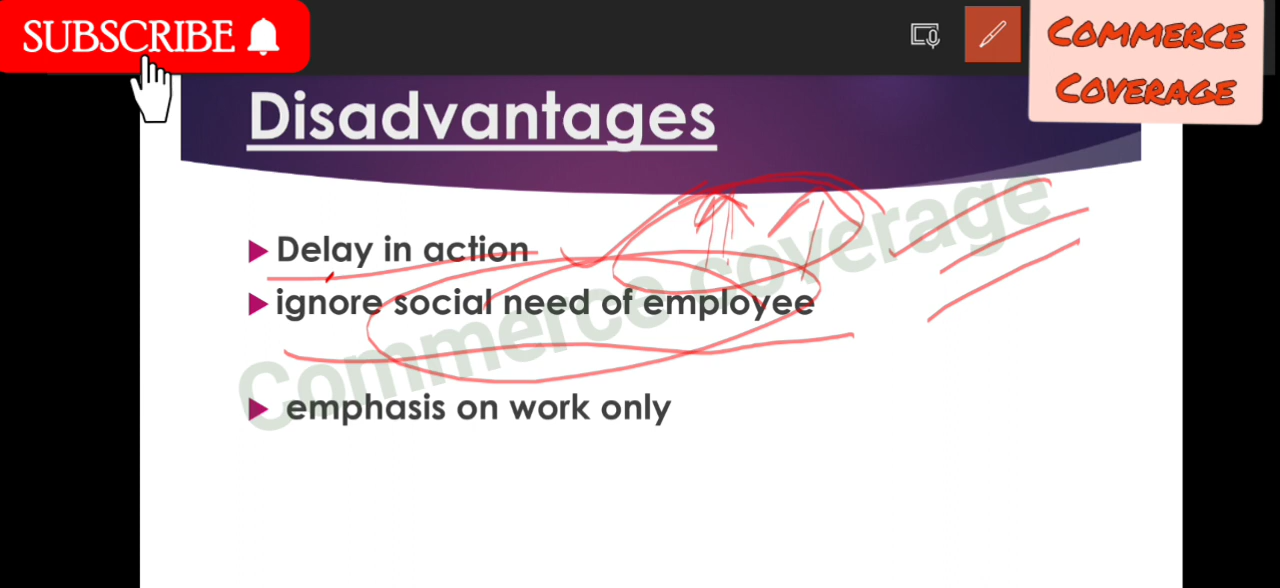 SUBSCRIBE
COMMERCE
COVERAGE
Disadvantages
Delay in action
ignore social need of employee
emphasis on work only
Commerce coverage